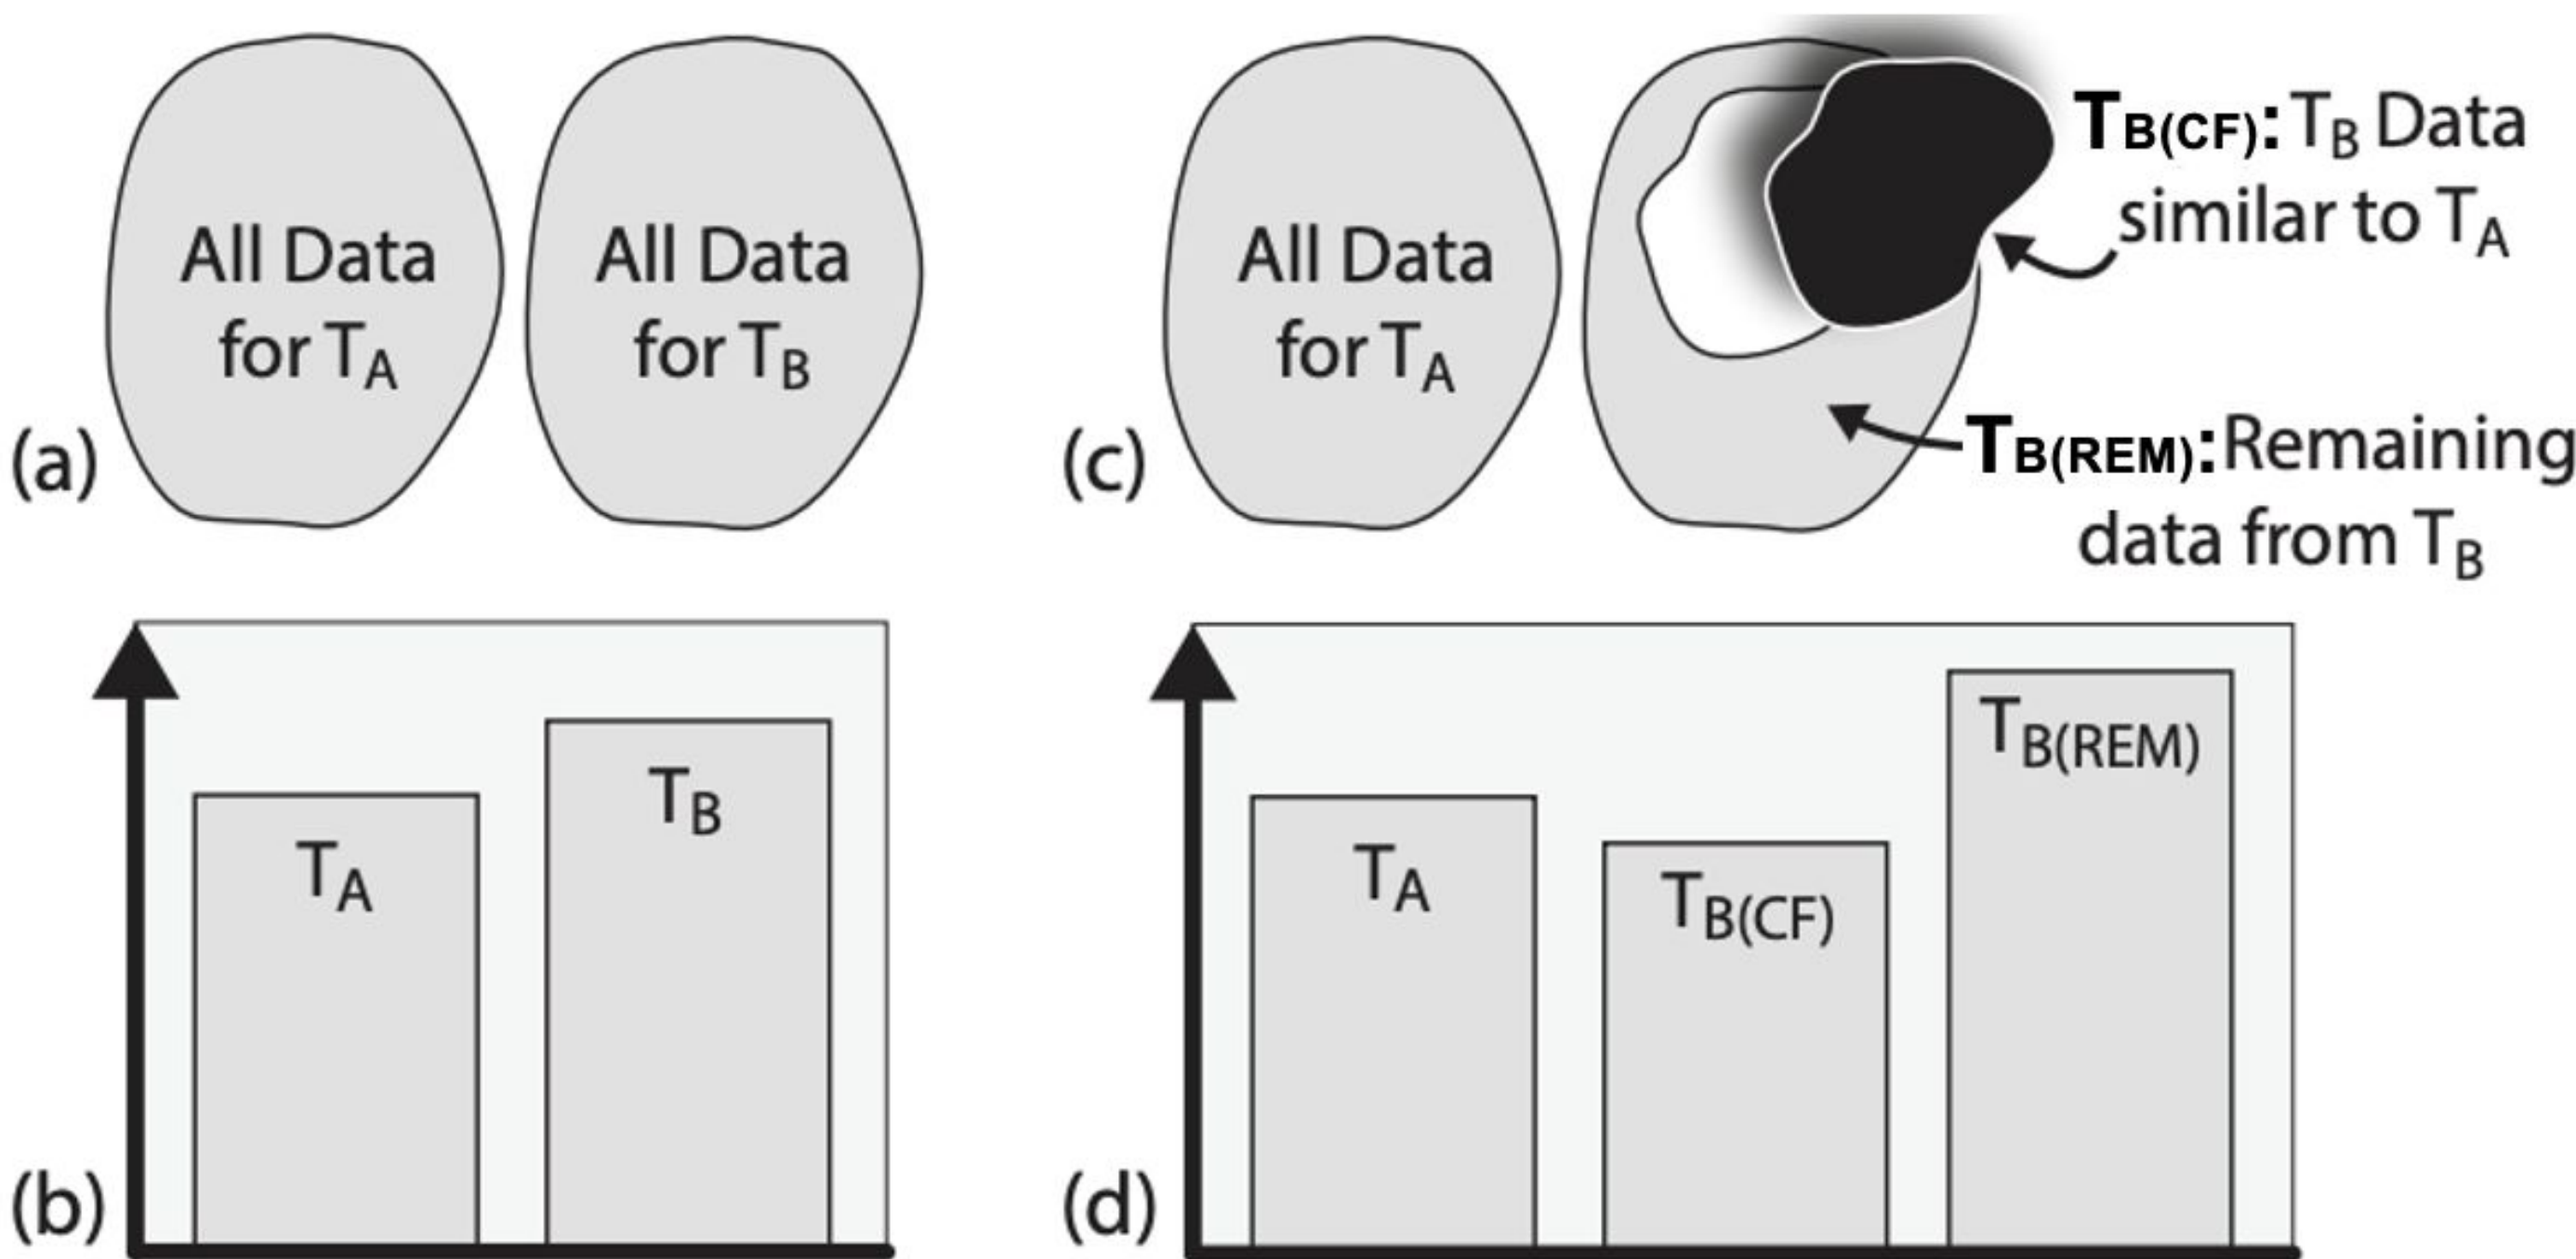 All Data
for TA
All Data
for TB
(a)
(b)
TA
TB
All Data
for TA
(c)
TB(CF): TB Data
similar to TA
TB(REM): Remaining
data from TB
(d)
TA
TB(CF)
TB(REM)